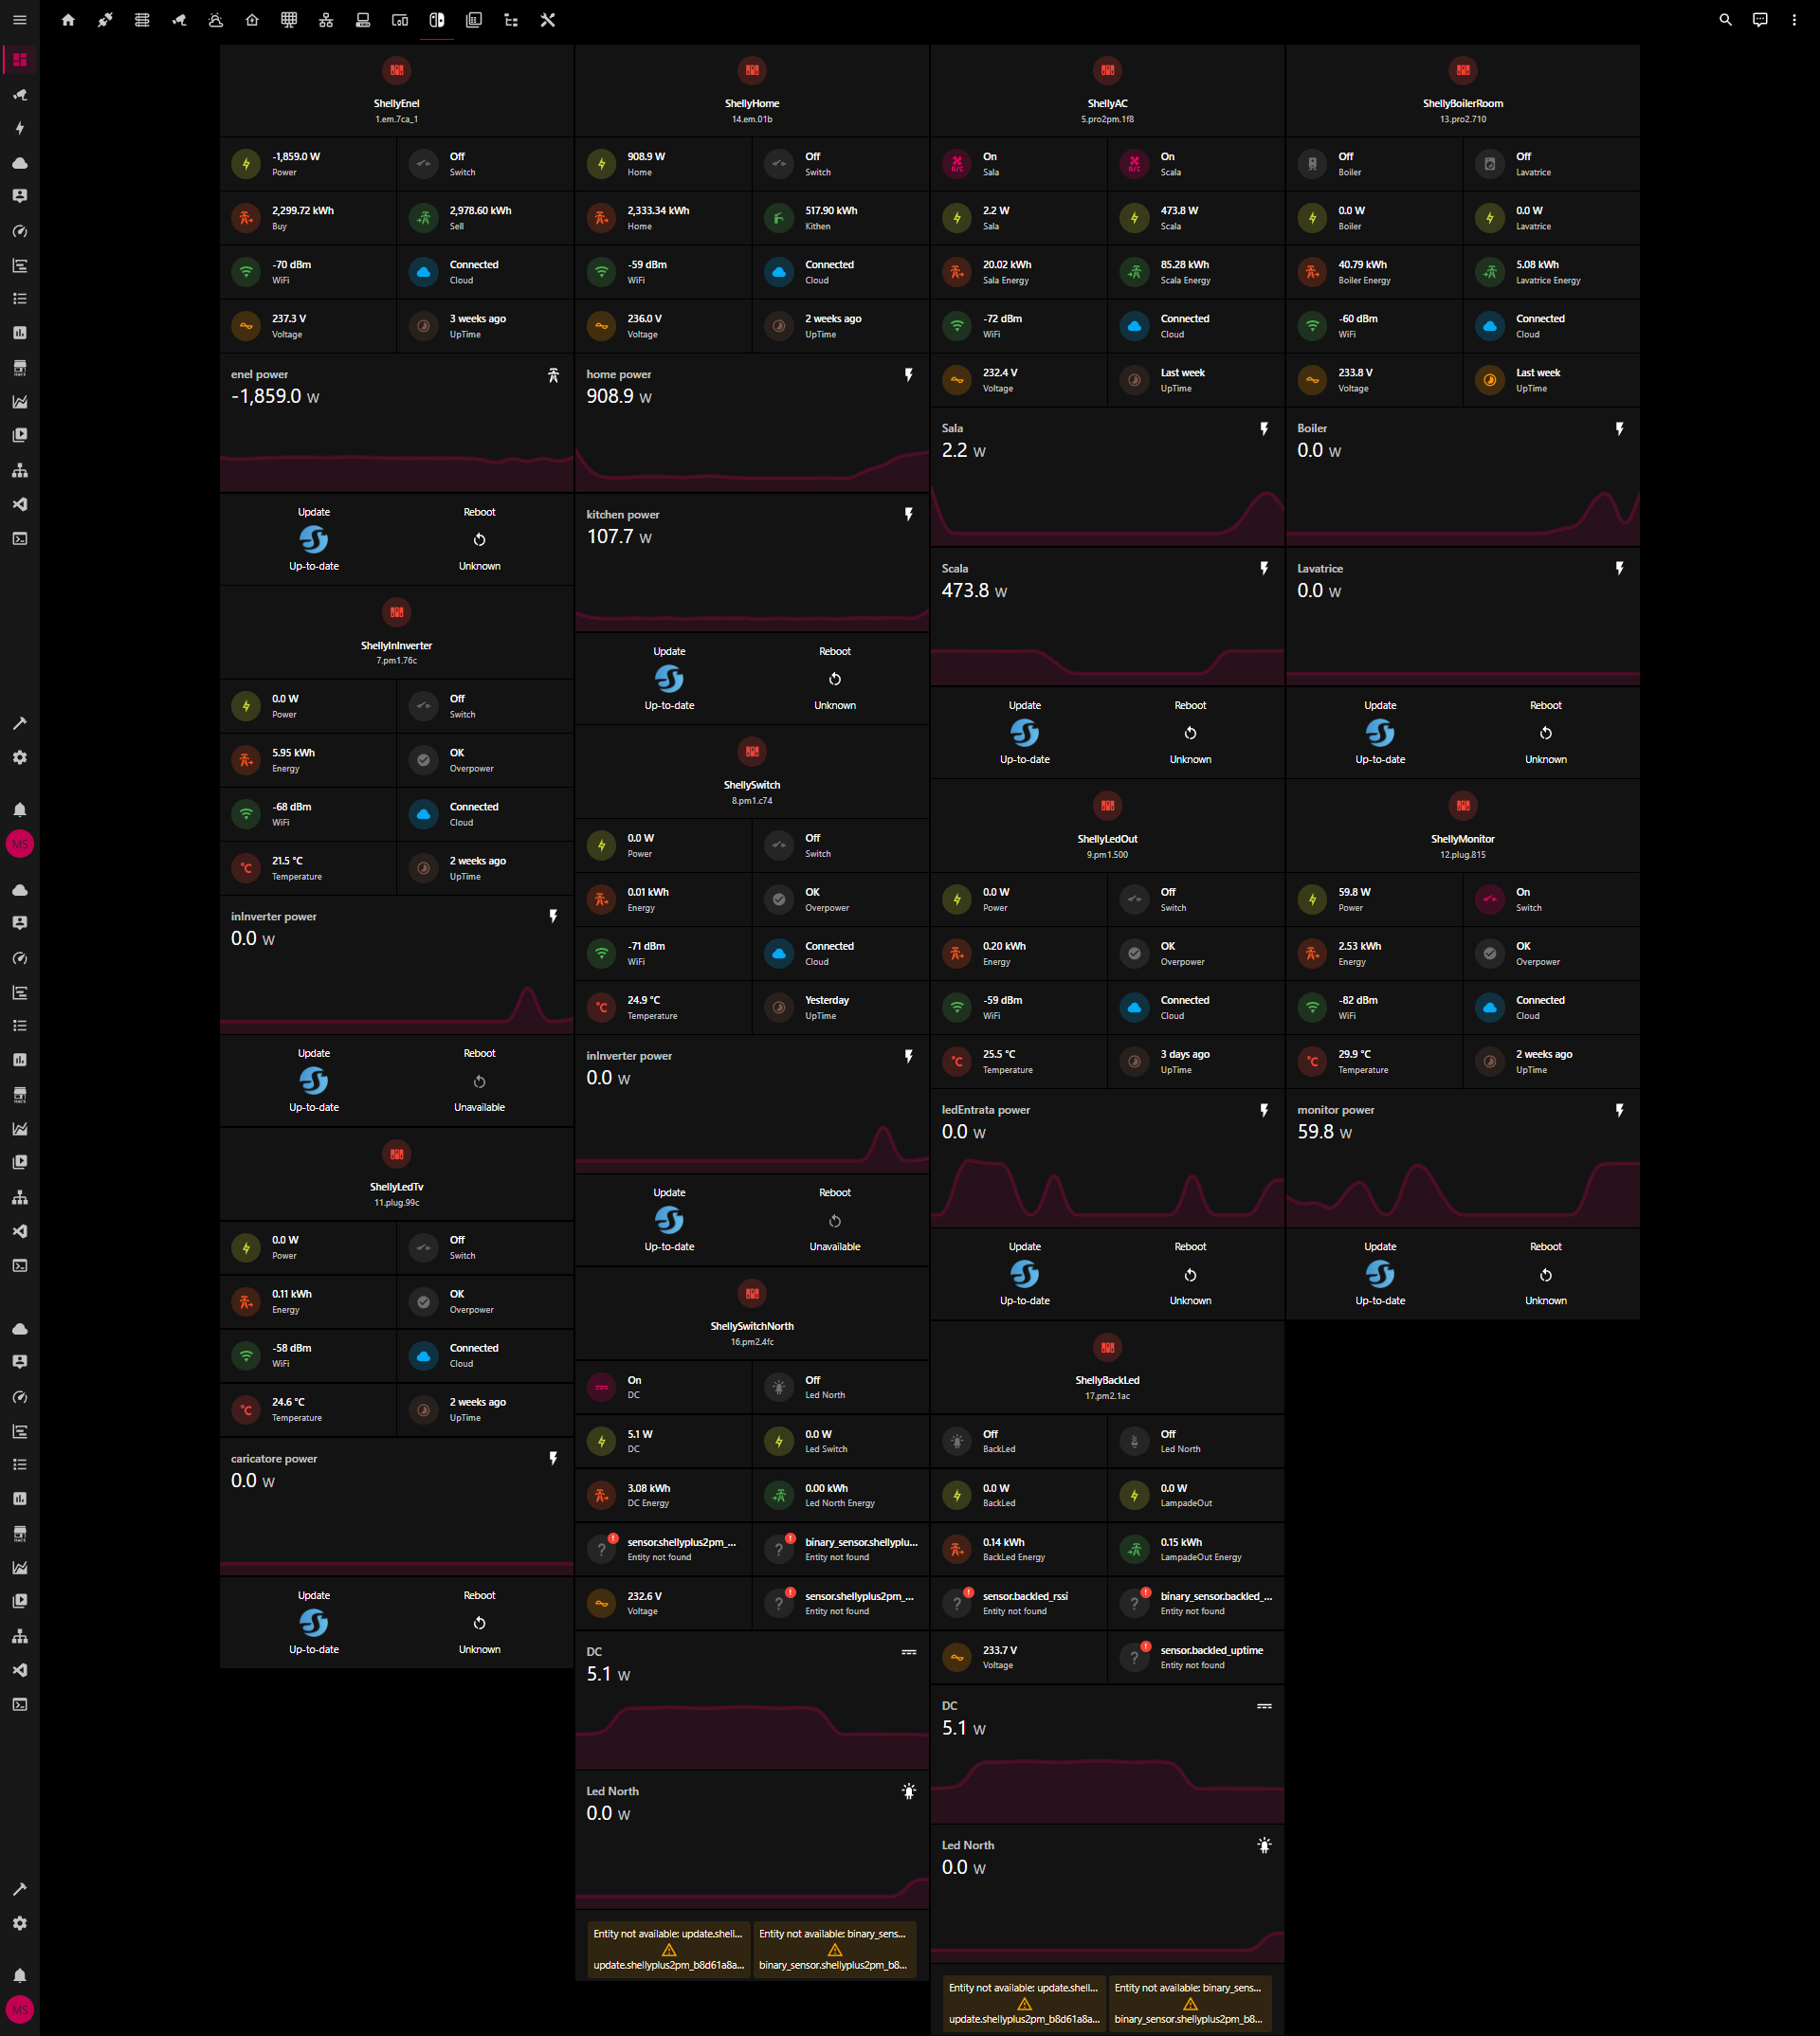 ShellyEnel
1.em.7ca_1
-1,859.0 W
Power
Off
Switch
2,299.72 kWh
Buy
2,978.60 kWh
Sell
-70 dBm
WiFi
Connected
Cloud
237.3 V
Voltage
3 weeks ago
UpTime
enel power
-1,859.0 W
Update
Reboot
Up-to-date
Unknown
ShellyInInverter
7.pm1.76c
0.0 W
Power
Off
Switch
5.95 kWh
Energy
OK
Overpower
-68 dBm
WiFi
Connected
Cloud
°C
21.5 °C
Temperature
2 weeks ago
UpTime
inInverter power
0.0 W
Update
Reboot
Up-to-date
Unavailable
ShellyLedTv
11.plug.99c
0.0 W
Power
Off
Switch
0.11 kWh
Energy
OK
Overpower
-58 dBm
WiFi
Connected
Cloud
°C
24.6 °C
Temperature
2 weeks ago
UpTime
caricatore power
0.0 W
Update
Reboot
Up-to-date
Unknown
ShellyHome
14.em.01b
908.9 W
Home
Off
Switch
2,333.34 kWh
Home
517.90 kWh
Kithen
-59 dBm
WiFi
Connected
Cloud
236.0 V
Voltage
2 weeks ago
UpTime
home power
908.9 W
kitchen power
107.7 W
Update
Reboot
Up-to-date
Unknown
ShellySwitch
8.pm1.c74
0.0 W
Power
Off
Switch
0.01 kWh
Energy
OK
Overpower
-71 dBm
WiFi
Connected
Cloud
°C
24.9 °C
Temperature
Yesterday
UpTime
inInverter power
0.0 W
Update
Reboot
Up-to-date
Unavailable
ShellySwitchNorth
16.pm2.4fc
On
DC
Off
Led North
5.1 W
DC
0.0 W
Led Switch
3.08 kWh
DC Energy
0.00 kWh
Led North Energy
sensor.shellyplus2pm_...
Entity not found
binary_sensor.shellyplu...
Entity not found
232.6 V
Voltage
sensor.shellyplus2pm_...
Entity not found
DC
5.1 W
Led North
0.0 W
Entity not available: update.shell...
update.shellyplus2pm_b8d61a8a...
Entity not available: binary_sens...
binary_sensor.shellyplus2pm_b8...
ShellyAC
5.pro2pm.1f8
A/C
On
Sala
A/C
On
Scala
2.2 W
Sala
473.8 W
Scala
20.02 kWh
Sala Energy
85.28 kWh
Scala Energy
-72 dBm
WiFi
Connected
Cloud
232.4 V
Voltage
Last week
UpTime
Sala
2.2 W
Scala
473.8 W
Update
Reboot
Up-to-date
Unknown
ShellyLedOut
9.pm1.500
0.0 W
Power
Off
Switch
0.20 kWh
Energy
OK
Overpower
-59 dBm
WiFi
Connected
Cloud
°C
25.5 °C
Temperature
3 days ago
UpTime
ledEntrata power
0.0 W
Update
Reboot
Up-to-date
Unknown
ShellyBackLed
17.pm2.1ac
Off
BackLed
Off
Led North
0.0 W
BackLed
0.0 W
LampadeOut
0.14 kWh
BackLed Energy
0.15 kWh
LampadeOut Energy
sensor.backled_rssi
Entity not found
binary_sensor.backled_...
Entity not found
233.7 V
Voltage
sensor.backled_uptime
Entity not found
DC
5.1 W
Led North
0.0 W
Entity not available: update.shell...
update.shellyplus2pm_b8d61a8a...
Entity not available: binary_sens...
binary_sensor.shellyplus2pm_b8...
ShellyBoilerRoom
13.pro2.710
Off
Boiler
Off
Lavatrice
0.0 W
Boiler
0.0 W
Lavatrice
40.79 kWh
Boiler Energy
5.08 kWh
Lavatrice Energy
-60 dBm
WiFi
Connected
Cloud
233.8 V
Voltage
Last week
UpTime
Boiler
0.0 W
Lavatrice
0.0 W
Update
Reboot
Up-to-date
Unknown
ShellyMonitor
12.plug.815
59.8 W
Power
On
Switch
2.53 kWh
Energy
OK
Overpower
-82 dBm
WiFi
Connected
Cloud
°C
29.9 °C
Temperature
2 weeks ago
UpTime
monitor power
59.8 W
Update
Reboot
Up-to-date
Unknown
MS
MS